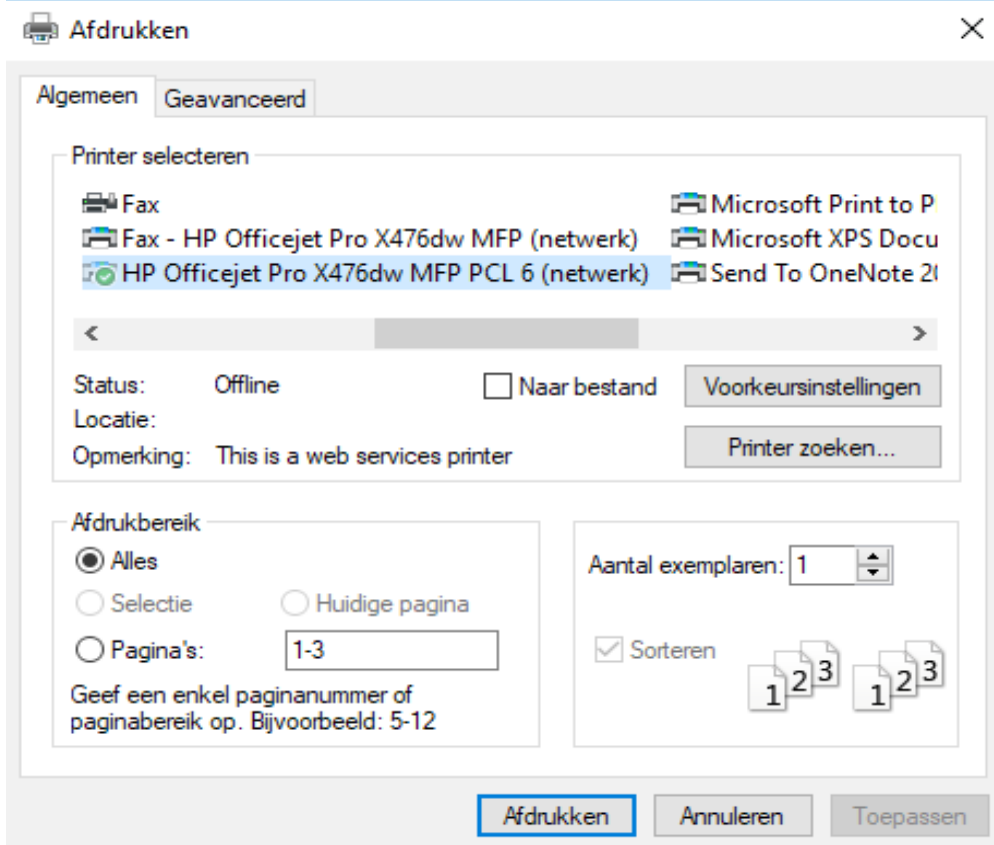 Afdrukken
Algemeen Geavanceerd
Printer selecteren
Fax Microsoft Print to P
Fax - HP Officejet Pro X476dw MFP (netwerk) Microsoft XPS Docu
HP Officejet Pro X476dw MFP PCL 6 (netwerk) Send To OneNote 20
Status: Offline Naar bestand Voorkeursinstellingen
Locatie:
Opmerking: This is a web services printer Printer zoeken...
Afdrukbereik
Alles Aantal exemplaren: 1
Selectie Huidige pagina
Pagina's: 1-3 Sorteren 1 2 3 1 2 3
Geef een enkel paginanummer of
paginabereik op. Bijvoorbeeld: 5-12
Afdrukken Annuleren Toepassen